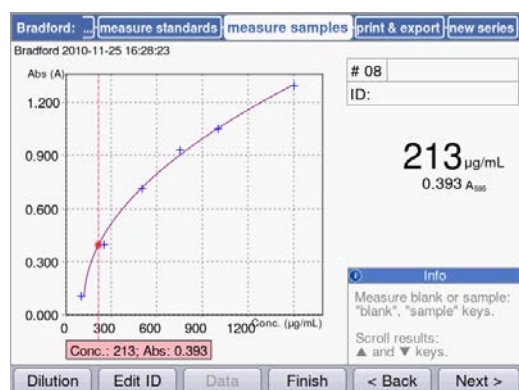 Bradford: ... measure standards measure samples print & export new series
Bradford 2010-11-25 16:28:23
Abs (A)
1.200
0.900
0.600
0.300
0.000
0 300 600 900 1200 Conc. (µg/mL)
Conc.: 213; Abs: 0.393
# 08
ID:
213 µg/mL
0.393 A595
Info
Measure blank or sample:
"blank", "sample" keys.
Scroll results:
▲ and ▼ keys.
Dilution Edit ID Data Finish < Back Next >